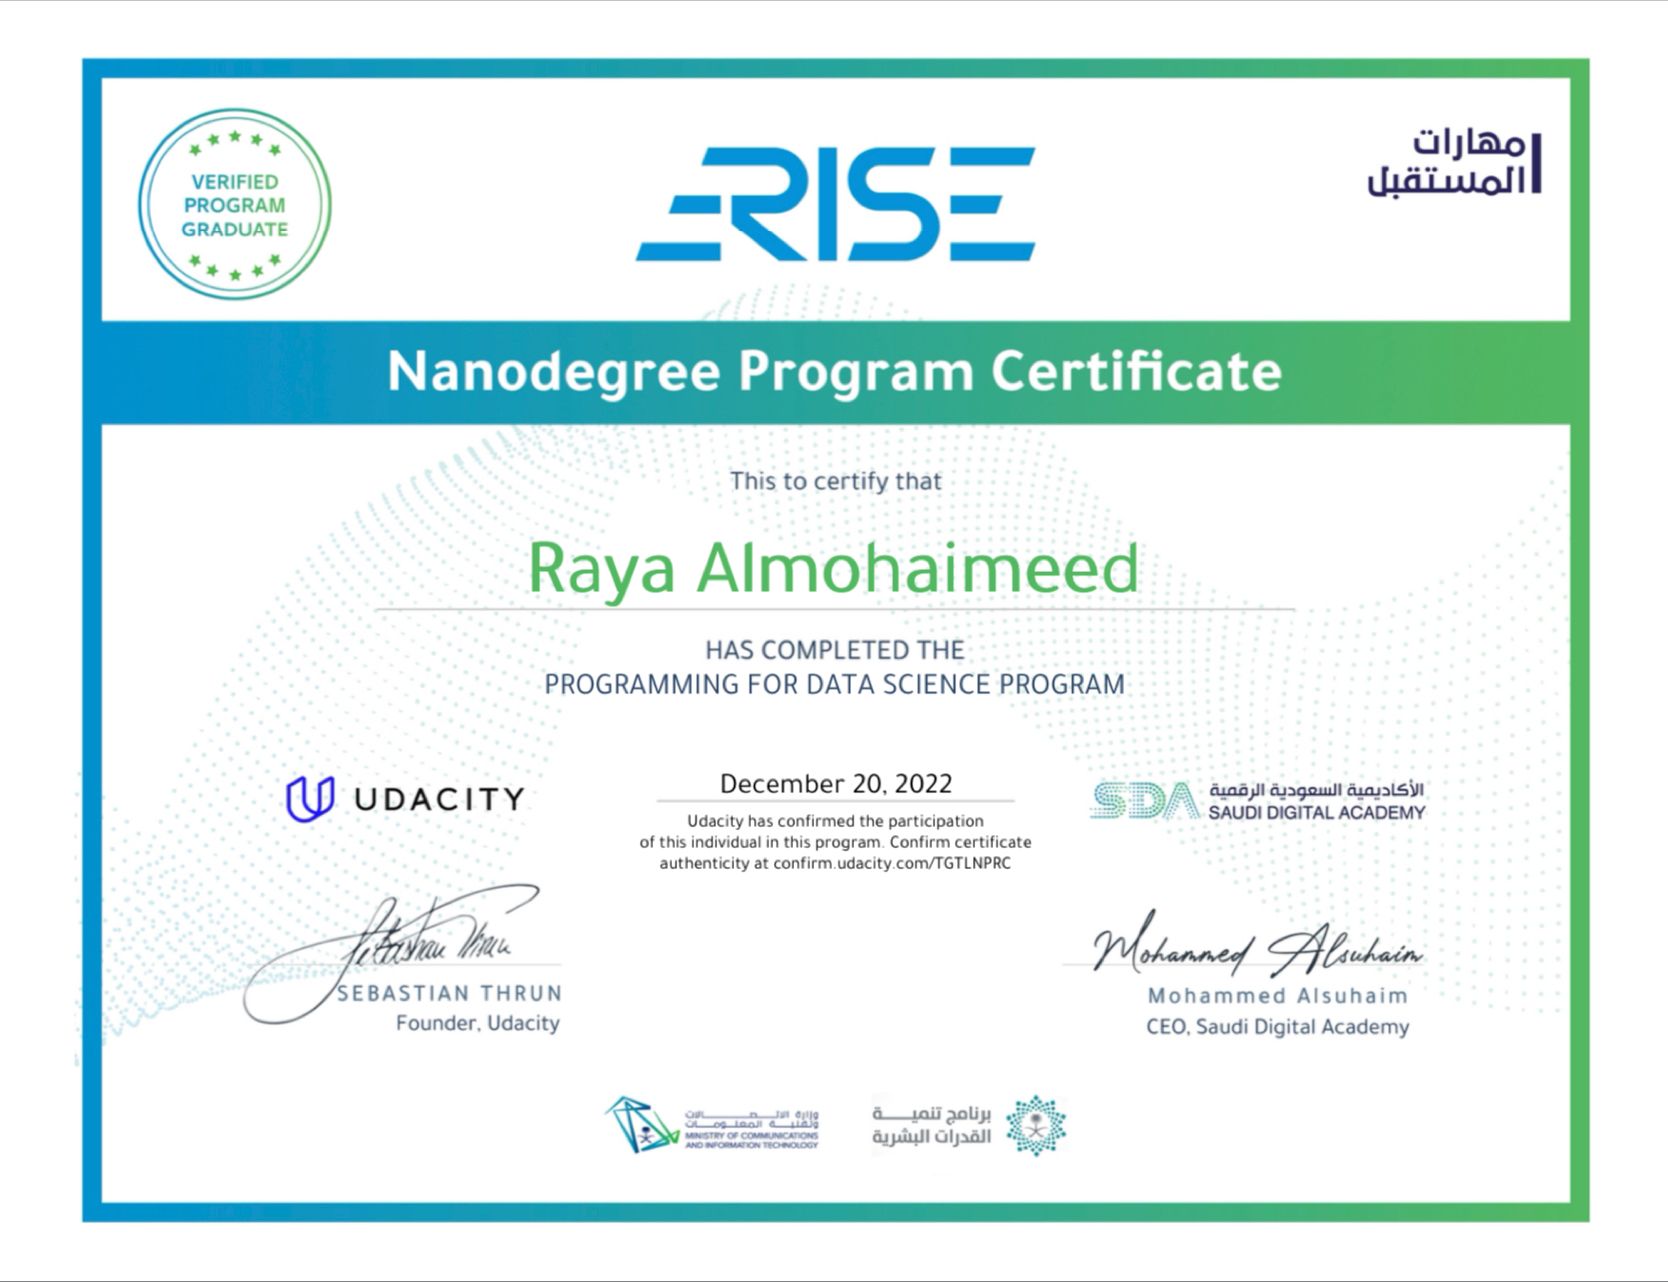 VERIFIED
PROGRAM
GRADUATE
ERISE
مهارات
المستقبل
Nanodegree Program Certificate
This to certify that
Raya Almohaimeed
HAS COMPLETED THE
PROGRAMMING FOR DATA SCIENCE PROGRAM
UDACITY
December 20, 2022
Udacity has confirmed the participation
of this individual in this program. Confirm certificate
authenticity at confirm.udacity.com/TGTLNPRC
SDA
الأكاديمية السعودية الرقمية
SAUDI DIGITAL ACADEMY
Sebastian Thrun
SEBASTIAN THRUN
Founder, Udacity
Mohammed Alsuhaim
Mohammed Alsuhaim
CEO, Saudi Digital Academy
وزارة الاتصالات
وتقنية المعلومات
MINISTRY OF COMMUNICATIONS
AND INFORMATION TECHNOLOGY
برنامج تنميــــة
القدرات البشرية